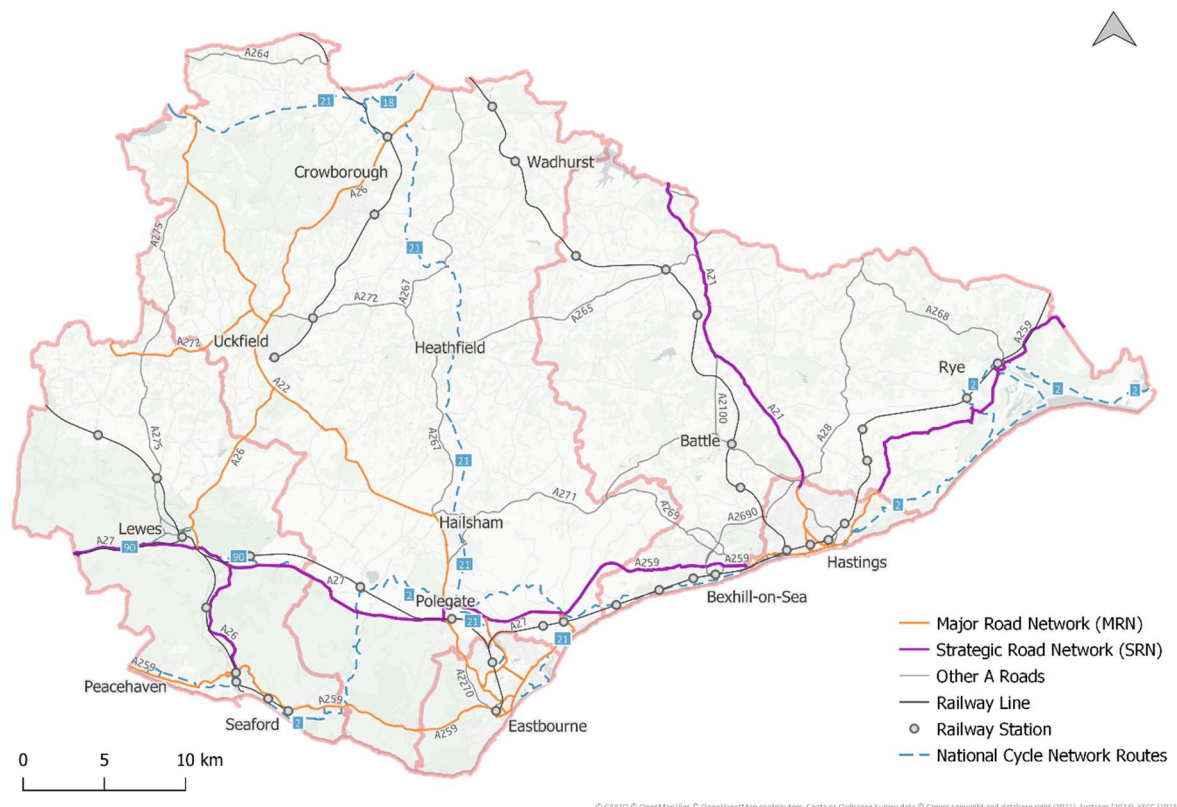 A264
21
18
Wadhurst
Crowborough
A26
A275
21
A21
A272
A267
A265
A268
A259
A272
Uckfield
Heathfield
Rye
2
2
2
A22
A2100
A21
A28
A275
A26
A267
Battle
21
A271
A269
A2690
2
Hailsham
Lewes
A27
90
90
21
A259
A259
Hastings
A27
2
Polegate
21
A27
Bexhill-on-Sea
21
A26
A259
Peacehaven
A2270
A259
Seaford
2
A259
Eastbourne
Major Road Network (MRN)
Strategic Road Network (SRN)
Other A Roads
Railway Line
Railway Station
National Cycle Network Routes
0 5 10 km